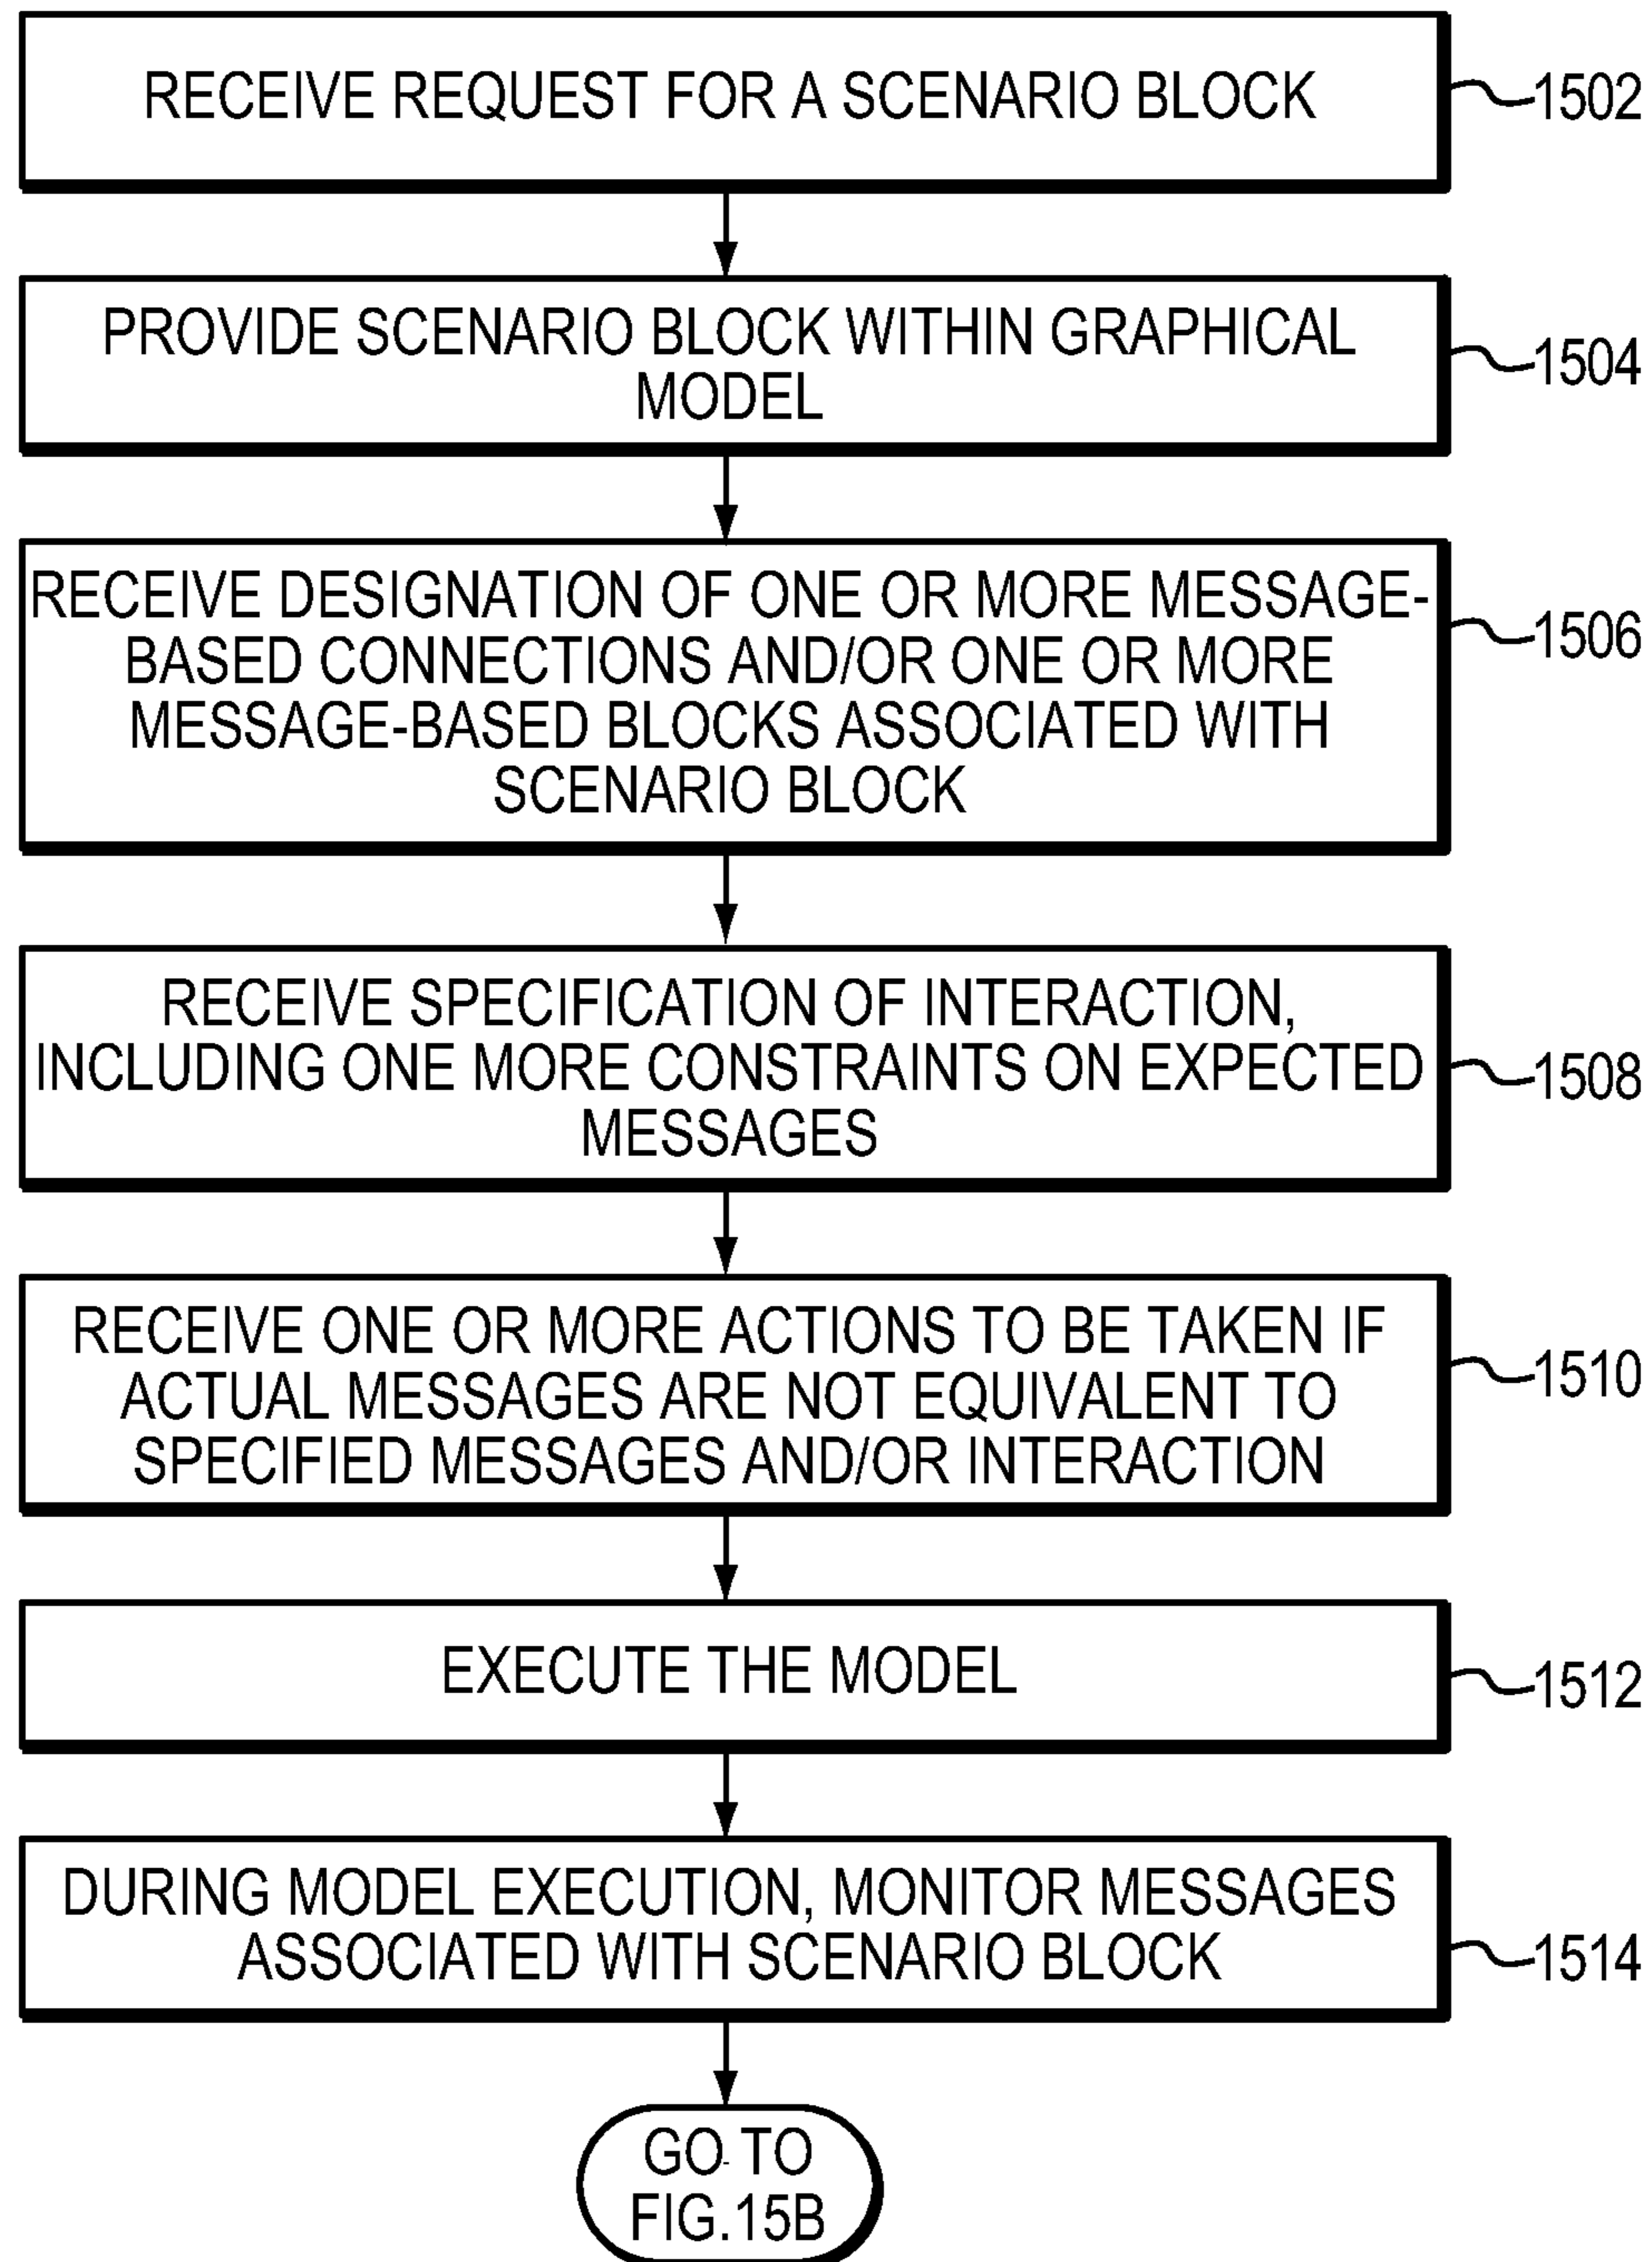 RECEIVE REQUEST FOR A SCENARIO BLOCK
1502
PROVIDE SCENARIO BLOCK WITHIN GRAPHICAL
MODEL
1504
RECEIVE DESIGNATION OF ONE OR MORE MESSAGE-
BASED CONNECTIONS AND/OR ONE OR MORE
MESSAGE-BASED BLOCKS ASSOCIATED WITH
SCENARIO BLOCK
1506
RECEIVE SPECIFICATION OF INTERACTION,
INCLUDING ONE MORE CONSTRAINTS ON EXPECTED
MESSAGES
1508
RECEIVE ONE OR MORE ACTIONS TO BE TAKEN IF
ACTUAL MESSAGES ARE NOT EQUIVALENT TO
SPECIFIED MESSAGES AND/OR INTERACTION
1510
EXECUTE THE MODEL
1512
DURING MODEL EXECUTION, MONITOR MESSAGES
ASSOCIATED WITH SCENARIO BLOCK
1514
GO TO
FIG.15B